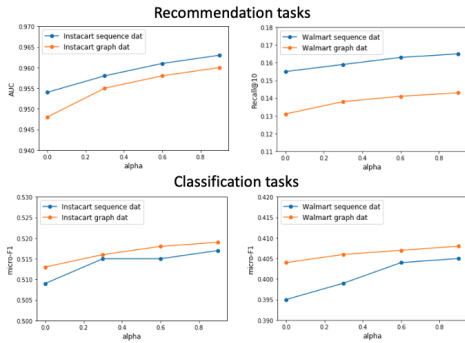 Recommendation tasks
0.970
0.965
0.960
0.955
0.950
0.945
0.940
AUC
Instacart sequence dat
Instacart graph dat
0.0 0.2 0.4 0.6 0.8
alpha
0.18
0.17
0.16
0.15
0.14
0.13
0.12
0.11
Recall@10
Walmart sequence dat
Walmart graph dat
0.0 0.2 0.4 0.6 0.8
alpha
Classification tasks
0.530
0.525
0.520
0.515
0.510
0.505
0.500
micro-F1
Instacart sequence dat
Instacart graph dat
0.0 0.2 0.4 0.6 0.8
alpha
0.420
0.415
0.410
0.405
0.400
0.395
0.390
micro-F1
Walmart sequence dat
Walmart graph dat
0.0 0.2 0.4 0.6 0.8
alpha